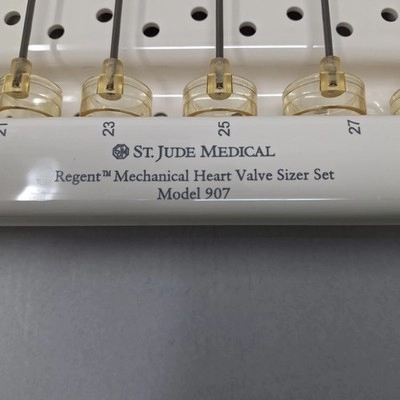 21 23 25 27
ST. JUDE MEDICAL
Regent™ Mechanical Heart Valve Sizer Set
Model 907